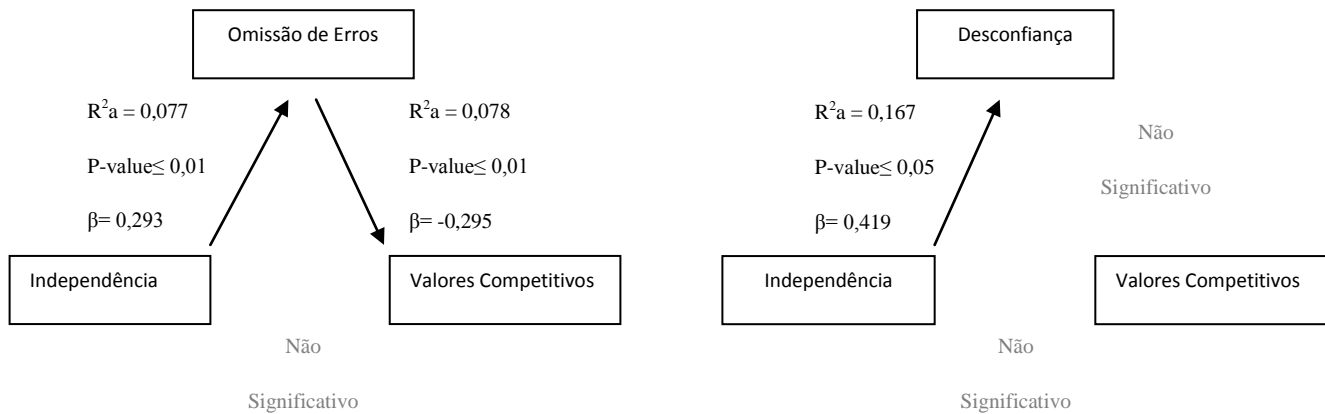 Omissão de Erros
R²a = 0,077
P-value≤ 0,01
β= 0,293
R²a = 0,078
P-value≤ 0,01
β= -0,295
Independência
Valores Competitivos
Não
Significativo
Desconfiança
R²a = 0,167
P-value≤ 0,05
β= 0,419
Não
Significativo
Independência
Valores Competitivos
Não
Significativo